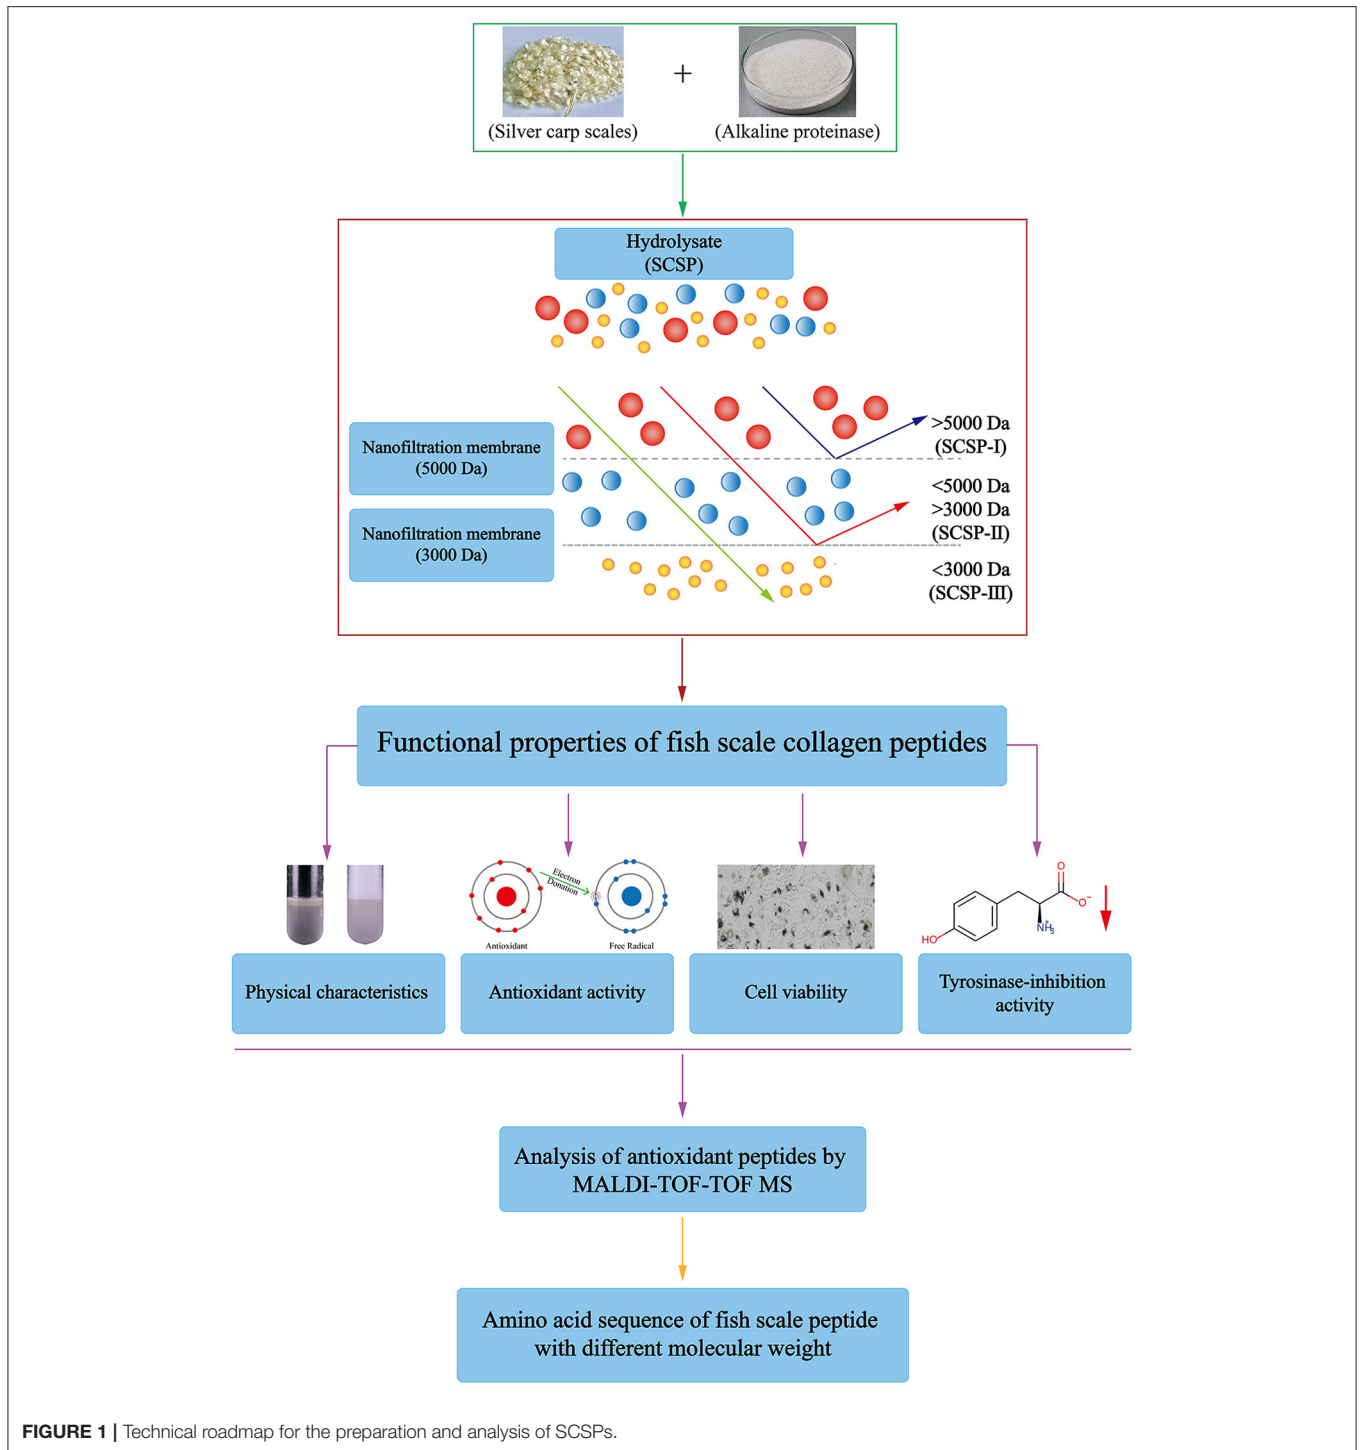 +
(Silver carp scales)
(Alkaline proteinase)
Hydrolysate
(SCSP)
Nanofiltration membrane
(5000 Da)
>5000 Da
(SCSP-I)
<5000 Da
>3000 Da
(SCSP-II)
Nanofiltration membrane
(3000 Da)
<3000 Da
(SCSP-III)
Functional properties of fish scale collagen peptides
Electron
Donation
Antioxidant
Free Radical
O
O⁻
NH₃⁺
HO
Physical characteristics
Antioxidant activity
Cell viability
Tyrosinase-inhibition
activity
Analysis of antioxidant peptides by
MALDI-TOF-TOF MS
Amino acid sequence of fish scale peptide
with different molecular weight
FIGURE 1 | Technical roadmap for the preparation and analysis of SCSPs.